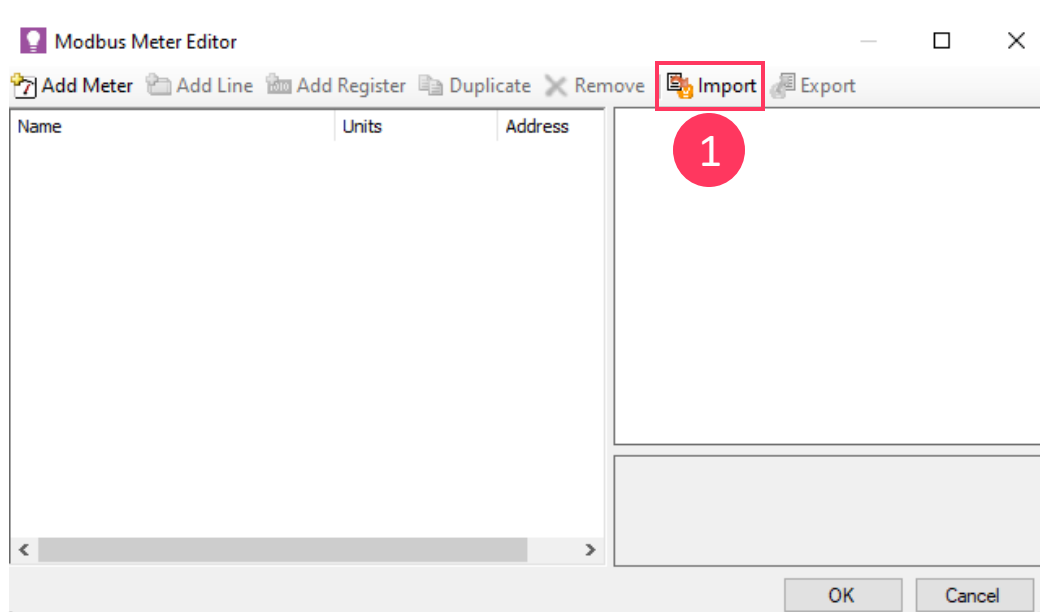 Modbus Meter Editor
Add Meter Add Line Add Register Duplicate Remove Import Export
Name Units Address
1
OK Cancel